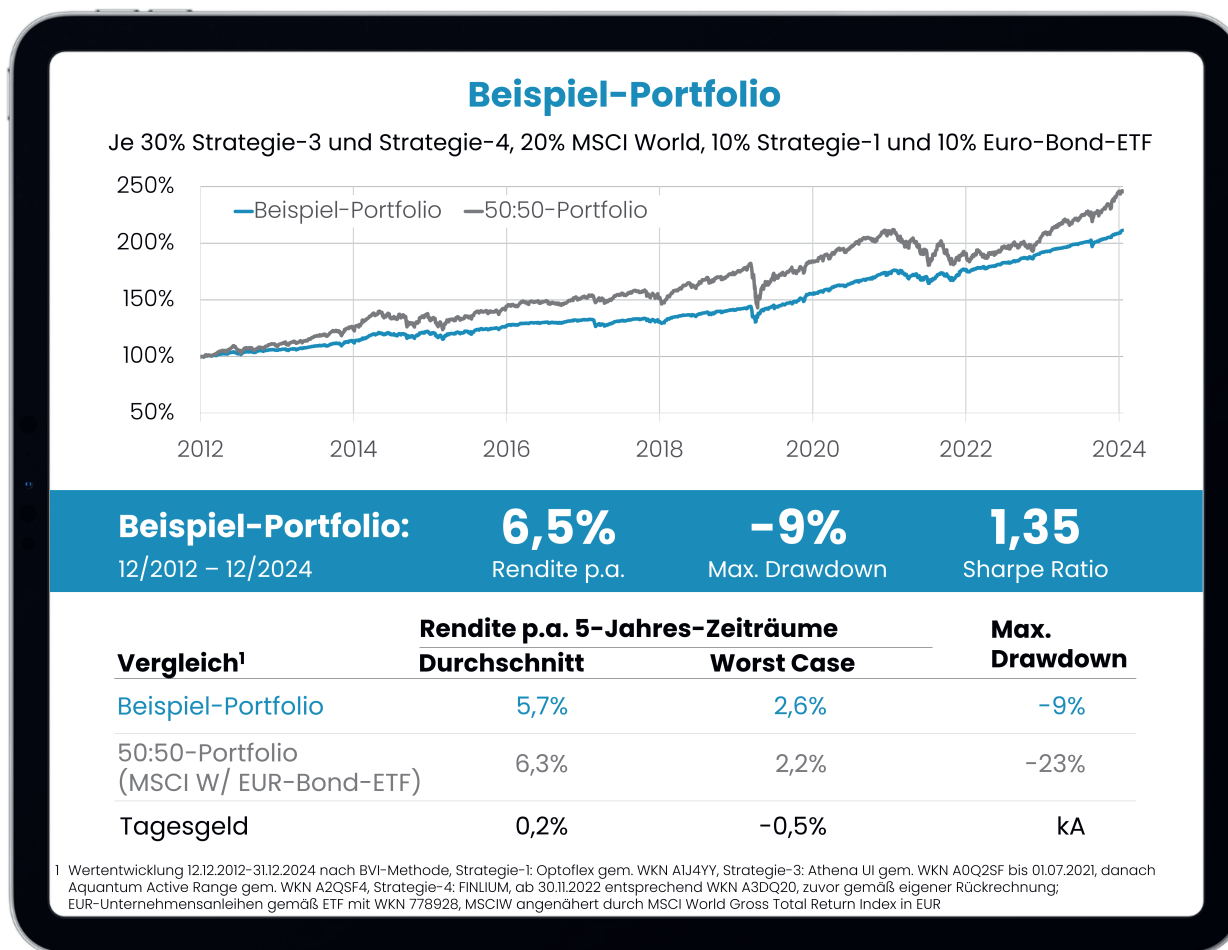 Beispiel-Portfolio
Je 30% Strategie-3 und Strategie-4, 20% MSCI World, 10% Strategie-1 und 10% Euro-Bond-ETF
250%
Beispiel-Portfolio 50:50-Portfolio
200%
150%
100%
50%
2012 2014 2016 2018 2020 2022 2024
Beispiel-Portfolio: 6,5% -9% 1,35
12/2012 – 12/2024 Rendite p.a. Max. Drawdown Sharpe Ratio
Rendite p.a. 5-Jahres-Zeiträume Max.
Vergleich¹ Durchschnitt Worst Case Drawdown
Beispiel-Portfolio 5,7% 2,6% -9%
50:50-Portfolio
(MSCI W/ EUR-Bond-ETF) 6,3% 2,2% -23%
Tagesgeld 0,2% -0,5% kA
1 Wertentwicklung 12.12.2012-31.12.2024 nach BVI-Methode, Strategie-1: Optoflex gem. WKN A1J4YY, Strategie-3: Athena UI gem. WKN A0Q2SF bis 01.07.2021, danach
Aquantum Active Range gem. WKN A2QSF4, Strategie-4: FINLIUM, ab 30.11.2022 entsprechend WKN A3DQ20, zuvor gemäß eigener Rückrechnung;
EUR-Unternehmensanleihen gemäß ETF mit WKN 778928, MSCIW angenähert durch MSCI World Gross Total Return Index in EUR